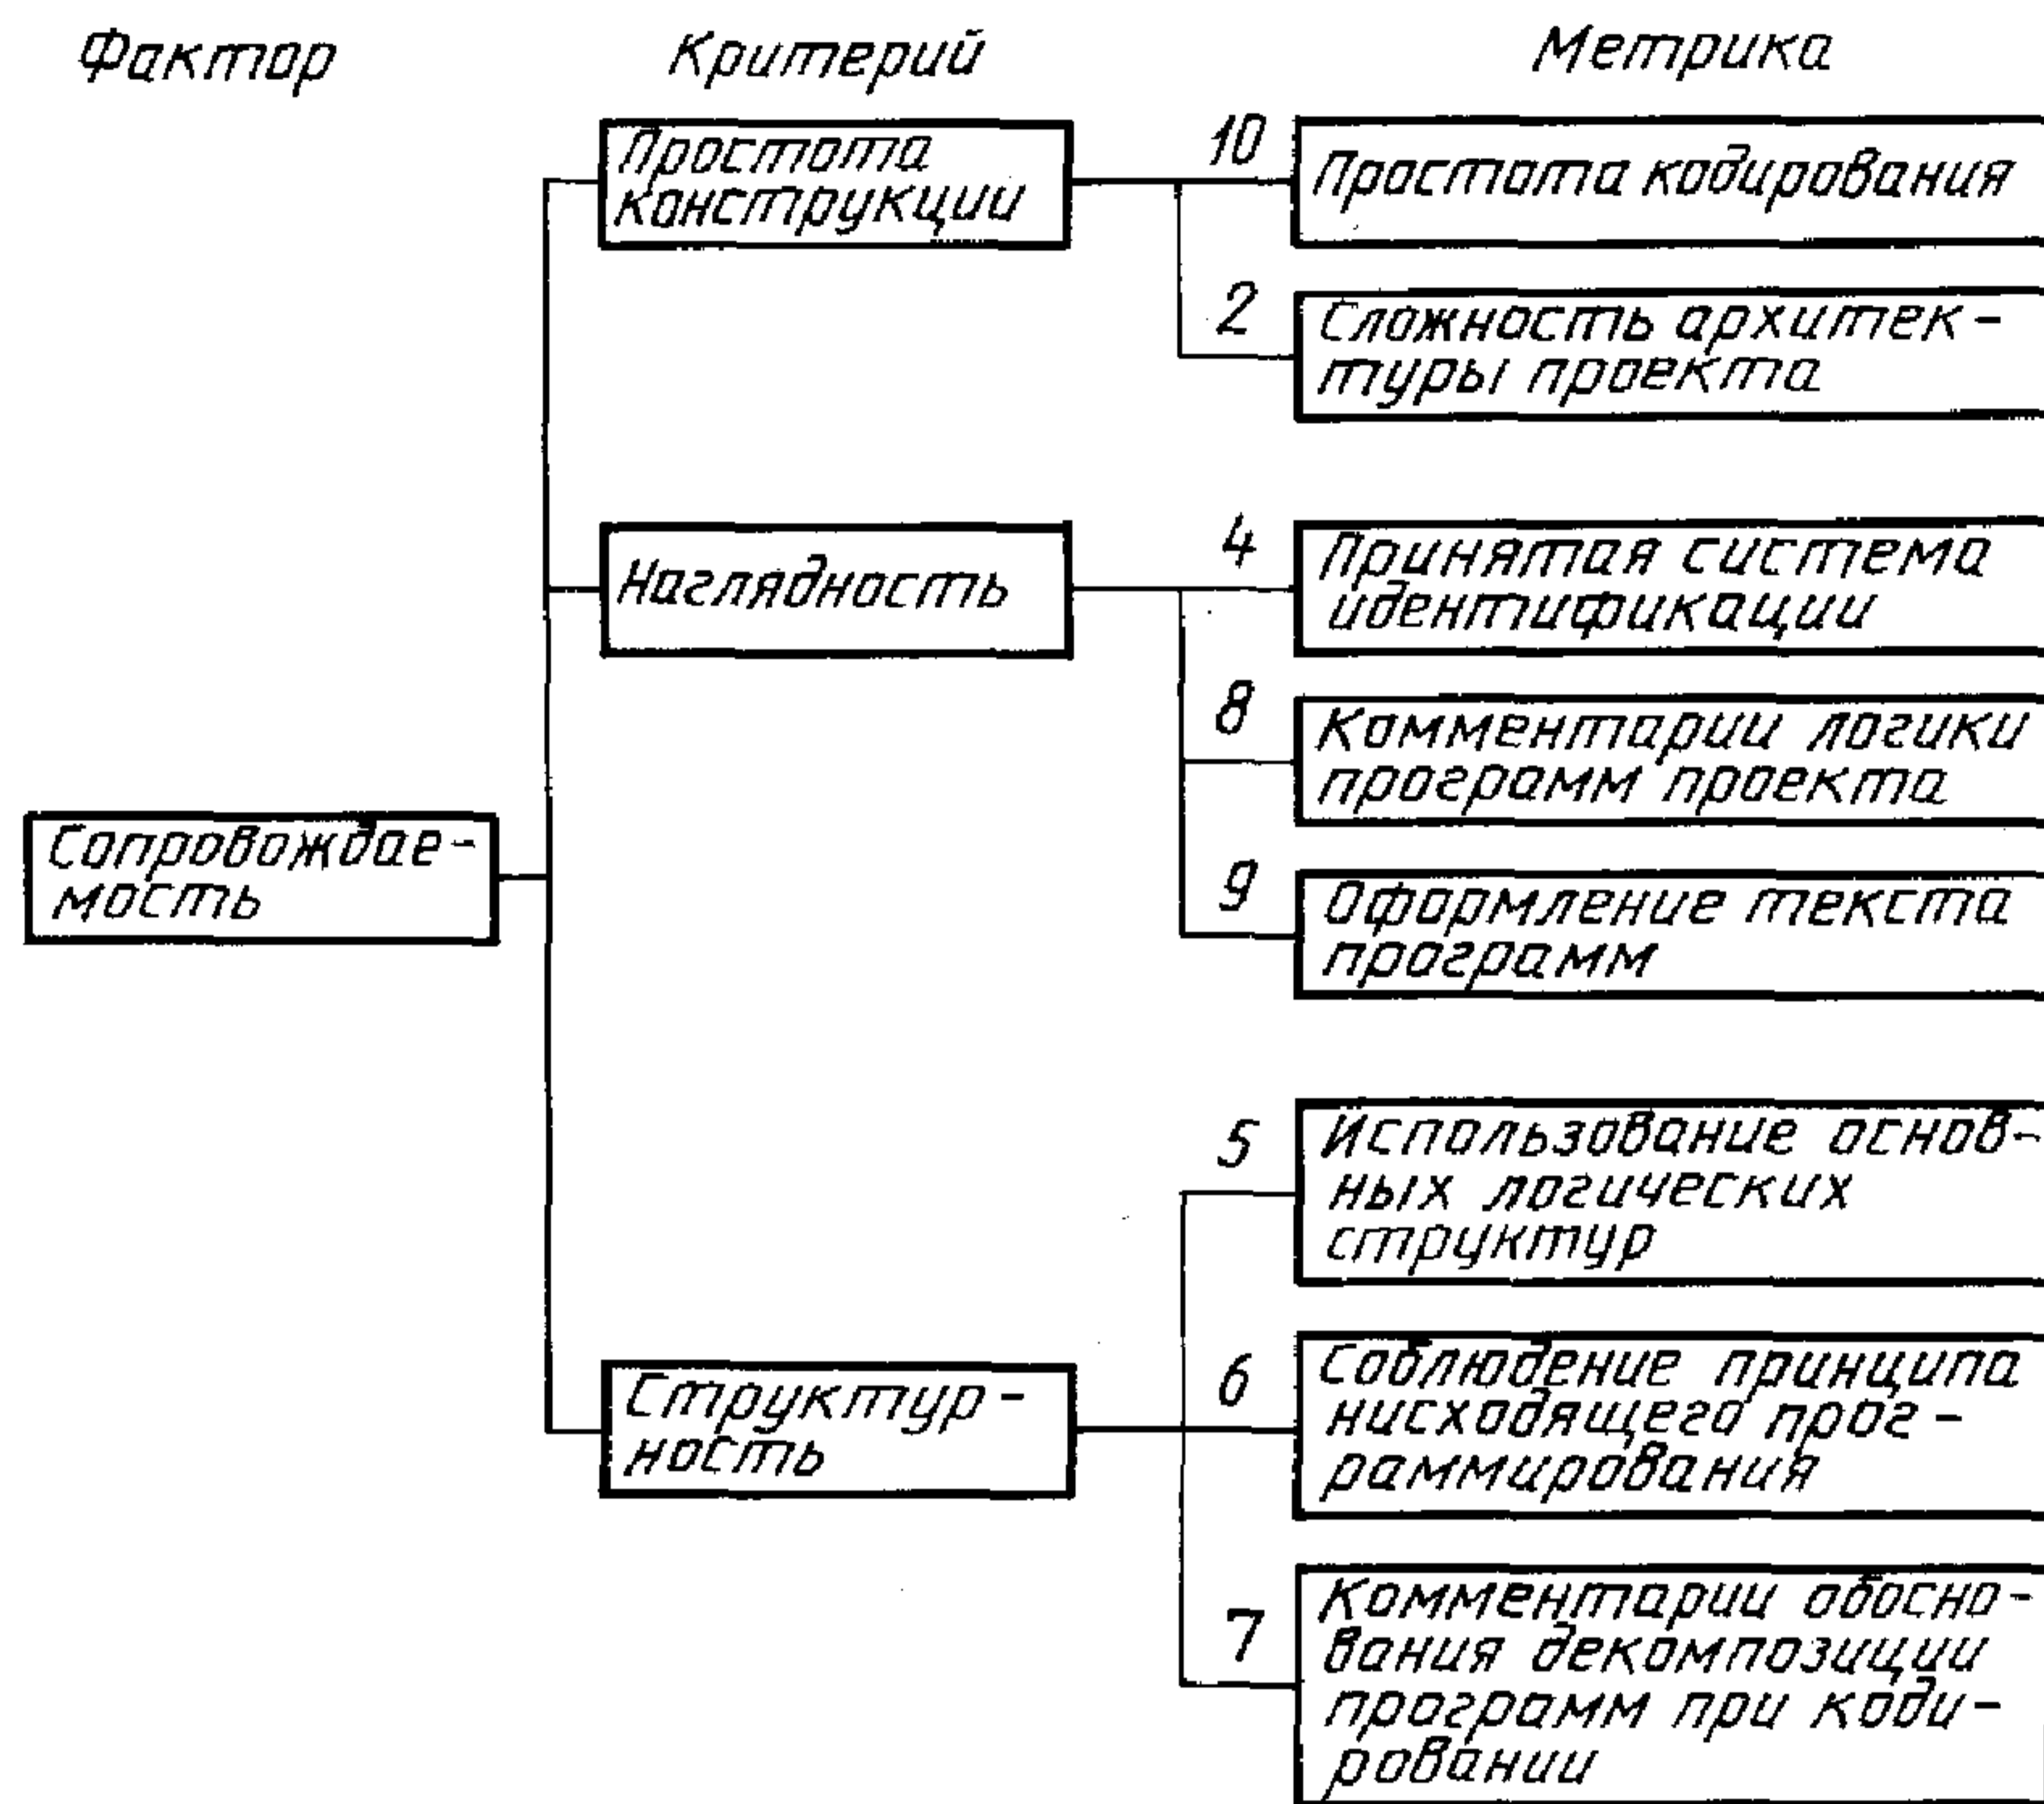 Фактор
Критерий
Метрика
Простота
конструкции
10
Простота кодирования
2
Сложность архитек-
туры проекта
Наглядность
4
Принятая система
идентификации
8
Комментарии логики
программ проекта
9
Оформление текста
программ
Сопровождае-
мость
5
Использование основ-
ных логических
структур
Структур-
ность
6
Соблюдение принципа
нисходящего прог-
раммирования
7
Комментарии обосно-
вания декомпозиции
программ при коди-
ровании